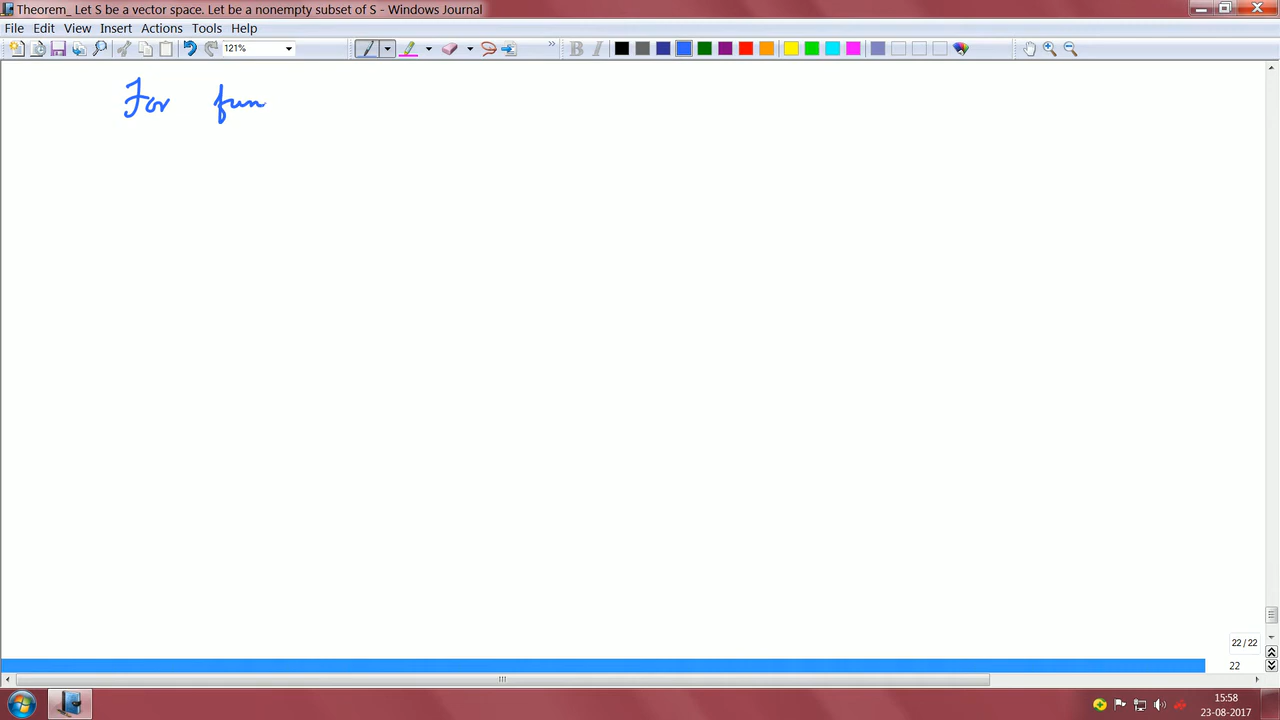 Theorem_ Let S be a vector space. Let be a nonempty subset of S - Windows Journal
File Edit View Insert Actions Tools Help
121% » B I
For fun
22 / 22
22
15:58
23-08-2017